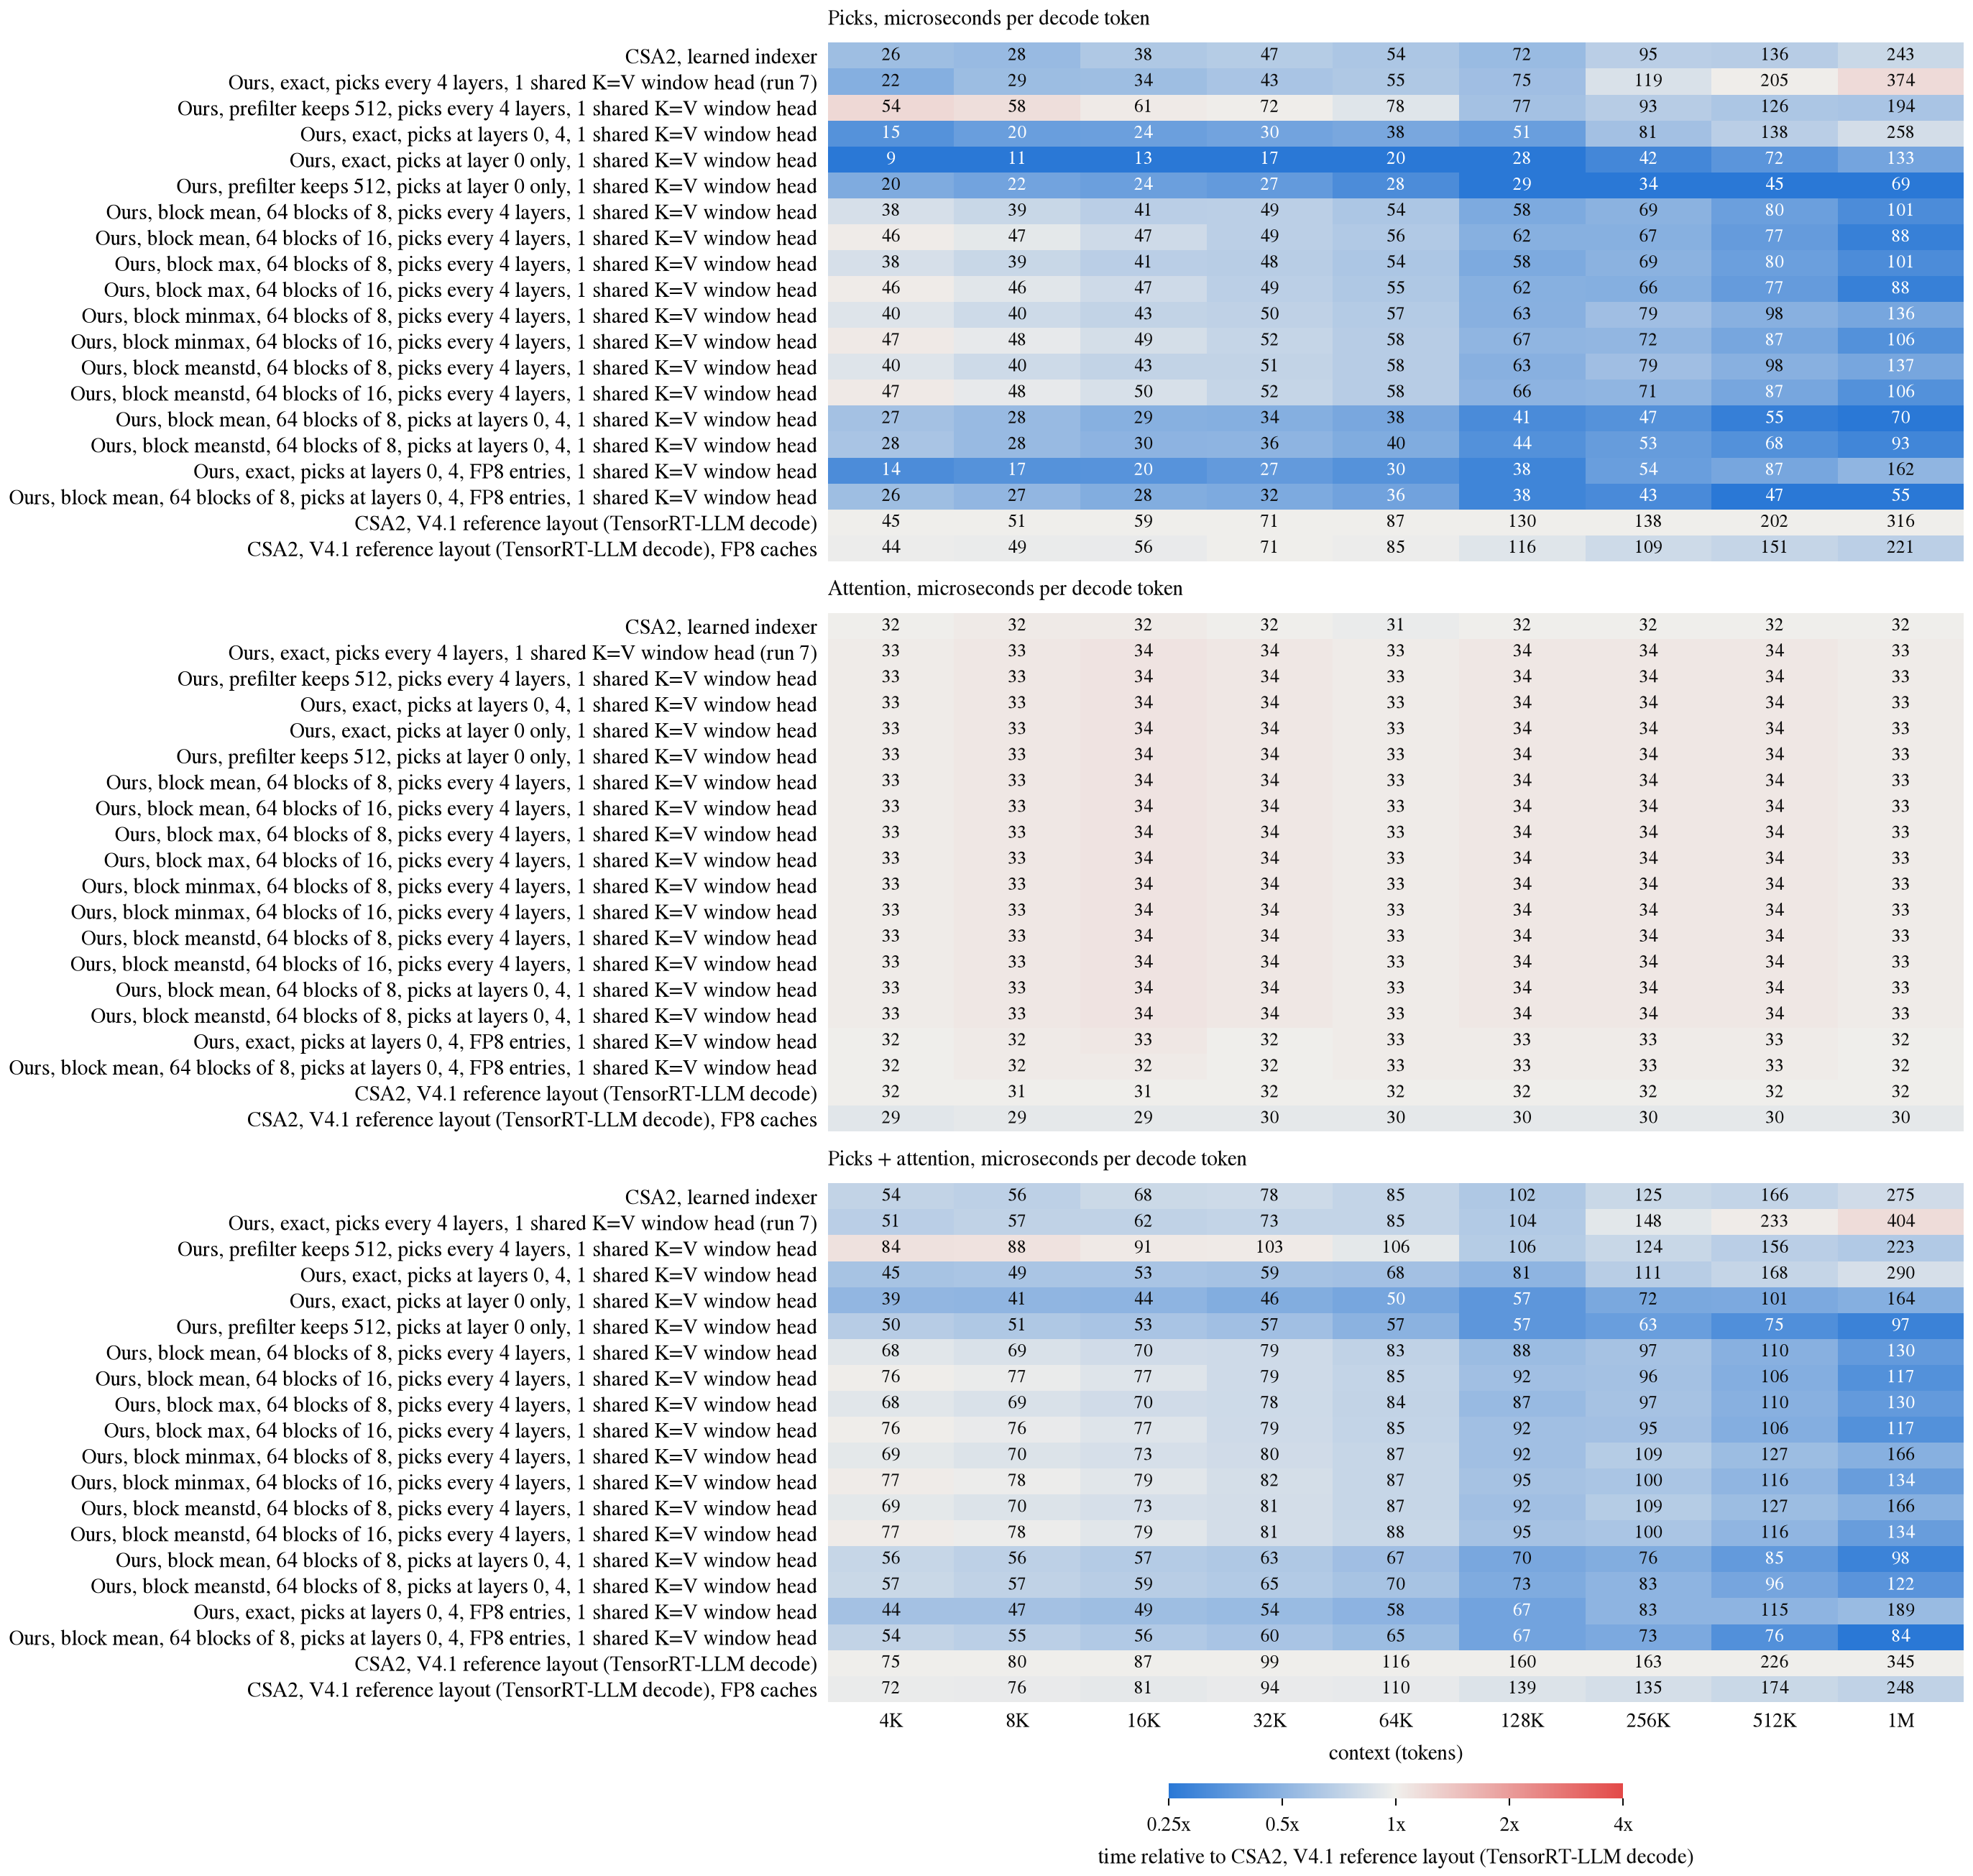 Picks, microseconds per decode token
CSA2, learned indexer 26 28 38 47 54 72 95 136 243
Ours, exact, picks every 4 layers, 1 shared K=V window head (run 7) 22 29 34 43 55 75 119 205 374
Ours, prefilter keeps 512, picks every 4 layers, 1 shared K=V window head 54 58 61 72 78 77 93 126 194
Ours, exact, picks at layers 0, 4, 1 shared K=V window head 15 20 24 30 38 51 81 138 258
Ours, exact, picks at layer 0 only, 1 shared K=V window head 9 11 13 17 20 28 42 72 133
Ours, prefilter keeps 512, picks at layer 0 only, 1 shared K=V window head 20 22 24 27 28 29 34 45 69
Ours, block mean, 64 blocks of 8, picks every 4 layers, 1 shared K=V window head 38 39 41 49 54 58 69 80 101
Ours, block mean, 64 blocks of 16, picks every 4 layers, 1 shared K=V window head 46 47 47 49 56 62 67 77 88
Ours, block max, 64 blocks of 8, picks every 4 layers, 1 shared K=V window head 38 39 41 48 54 58 69 80 101
Ours, block max, 64 blocks of 16, picks every 4 layers, 1 shared K=V window head 46 46 47 49 55 62 66 77 88
Ours, block minmax, 64 blocks of 8, picks every 4 layers, 1 shared K=V window head 40 40 43 50 57 63 79 98 136
Ours, block minmax, 64 blocks of 16, picks every 4 layers, 1 shared K=V window head 47 48 49 52 58 67 72 87 106
Ours, block meanstd, 64 blocks of 8, picks every 4 layers, 1 shared K=V window head 40 40 43 51 58 63 79 98 137
Ours, block meanstd, 64 blocks of 16, picks every 4 layers, 1 shared K=V window head 47 48 50 52 58 66 71 87 106
Ours, block mean, 64 blocks of 8, picks at layers 0, 4, 1 shared K=V window head 27 28 29 34 38 41 47 55 70
Ours, block meanstd, 64 blocks of 8, picks at layers 0, 4, 1 shared K=V window head 28 28 30 36 40 44 53 68 93
Ours, exact, picks at layers 0, 4, FP8 entries, 1 shared K=V window head 14 17 20 27 30 38 54 87 162
Ours, block mean, 64 blocks of 8, picks at layers 0, 4, FP8 entries, 1 shared K=V window head 26 27 28 32 36 38 43 47 55
CSA2, V4.1 reference layout (TensorRT-LLM decode) 45 51 59 71 87 130 138 202 316
CSA2, V4.1 reference layout (TensorRT-LLM decode), FP8 caches 44 49 56 71 85 116 109 151 221
Attention, microseconds per decode token
CSA2, learned indexer 32 32 32 32 31 32 32 32 32
Ours, exact, picks every 4 layers, 1 shared K=V window head (run 7) 33 33 34 34 33 34 34 34 33
Ours, prefilter keeps 512, picks every 4 layers, 1 shared K=V window head 33 33 34 34 33 34 34 34 33
Ours, exact, picks at layers 0, 4, 1 shared K=V window head 33 33 34 34 33 34 34 34 33
Ours, exact, picks at layer 0 only, 1 shared K=V window head 33 33 34 34 33 34 34 34 33
Ours, prefilter keeps 512, picks at layer 0 only, 1 shared K=V window head 33 33 34 34 33 34 34 34 33
Ours, block mean, 64 blocks of 8, picks every 4 layers, 1 shared K=V window head 33 33 34 34 33 34 34 34 33
Ours, block mean, 64 blocks of 16, picks every 4 layers, 1 shared K=V window head 33 33 34 34 33 34 34 34 33
Ours, block max, 64 blocks of 8, picks every 4 layers, 1 shared K=V window head 33 33 34 34 33 34 34 34 33
Ours, block max, 64 blocks of 16, picks every 4 layers, 1 shared K=V window head 33 33 34 34 33 34 34 34 33
Ours, block minmax, 64 blocks of 8, picks every 4 layers, 1 shared K=V window head 33 33 34 34 33 34 34 34 33
Ours, block minmax, 64 blocks of 16, picks every 4 layers, 1 shared K=V window head 33 33 34 34 33 34 34 34 33
Ours, block meanstd, 64 blocks of 8, picks every 4 layers, 1 shared K=V window head 33 33 34 34 33 34 34 34 33
Ours, block meanstd, 64 blocks of 16, picks every 4 layers, 1 shared K=V window head 33 33 34 34 33 34 34 34 33
Ours, block mean, 64 blocks of 8, picks at layers 0, 4, 1 shared K=V window head 33 33 34 34 33 34 34 34 33
Ours, block meanstd, 64 blocks of 8, picks at layers 0, 4, 1 shared K=V window head 33 33 34 34 33 34 34 34 33
Ours, exact, picks at layers 0, 4, FP8 entries, 1 shared K=V window head 32 32 33 32 33 33 33 33 32
Ours, block mean, 64 blocks of 8, picks at layers 0, 4, FP8 entries, 1 shared K=V window head 32 32 32 32 33 33 33 33 32
CSA2, V4.1 reference layout (TensorRT-LLM decode) 32 31 31 32 32 32 32 32 32
CSA2, V4.1 reference layout (TensorRT-LLM decode), FP8 caches 29 29 29 30 30 30 30 30 30
Picks + attention, microseconds per decode token
CSA2, learned indexer 54 56 68 78 85 102 125 166 275
Ours, exact, picks every 4 layers, 1 shared K=V window head (run 7) 51 57 62 73 85 104 148 233 404
Ours, prefilter keeps 512, picks every 4 layers, 1 shared K=V window head 84 88 91 103 106 106 124 156 223
Ours, exact, picks at layers 0, 4, 1 shared K=V window head 45 49 53 59 68 81 111 168 290
Ours, exact, picks at layer 0 only, 1 shared K=V window head 39 41 44 46 50 57 72 101 164
Ours, prefilter keeps 512, picks at layer 0 only, 1 shared K=V window head 50 51 53 57 57 57 63 75 97
Ours, block mean, 64 blocks of 8, picks every 4 layers, 1 shared K=V window head 68 69 70 79 83 88 97 110 130
Ours, block mean, 64 blocks of 16, picks every 4 layers, 1 shared K=V window head 76 77 77 79 85 92 96 106 117
Ours, block max, 64 blocks of 8, picks every 4 layers, 1 shared K=V window head 68 69 70 78 84 87 97 110 130
Ours, block max, 64 blocks of 16, picks every 4 layers, 1 shared K=V window head 76 76 77 79 85 92 95 106 117
Ours, block minmax, 64 blocks of 8, picks every 4 layers, 1 shared K=V window head 69 70 73 80 87 92 109 127 166
Ours, block minmax, 64 blocks of 16, picks every 4 layers, 1 shared K=V window head 77 78 79 82 87 95 100 116 134
Ours, block meanstd, 64 blocks of 8, picks every 4 layers, 1 shared K=V window head 69 70 73 81 87 92 109 127 166
Ours, block meanstd, 64 blocks of 16, picks every 4 layers, 1 shared K=V window head 77 78 79 81 88 95 100 116 134
Ours, block mean, 64 blocks of 8, picks at layers 0, 4, 1 shared K=V window head 56 56 57 63 67 70 76 85 98
Ours, block meanstd, 64 blocks of 8, picks at layers 0, 4, 1 shared K=V window head 57 57 59 65 70 73 83 96 122
Ours, exact, picks at layers 0, 4, FP8 entries, 1 shared K=V window head 44 47 49 54 58 67 83 115 189
Ours, block mean, 64 blocks of 8, picks at layers 0, 4, FP8 entries, 1 shared K=V window head 54 55 56 60 65 67 73 76 84
CSA2, V4.1 reference layout (TensorRT-LLM decode) 75 80 87 99 116 160 163 226 345
CSA2, V4.1 reference layout (TensorRT-LLM decode), FP8 caches 72 76 81 94 110 139 135 174 248
4K 8K 16K 32K 64K 128K 256K 512K 1M
context (tokens)
0.25x 0.5x 1x 2x 4x
time relative to CSA2, V4.1 reference layout (TensorRT-LLM decode)